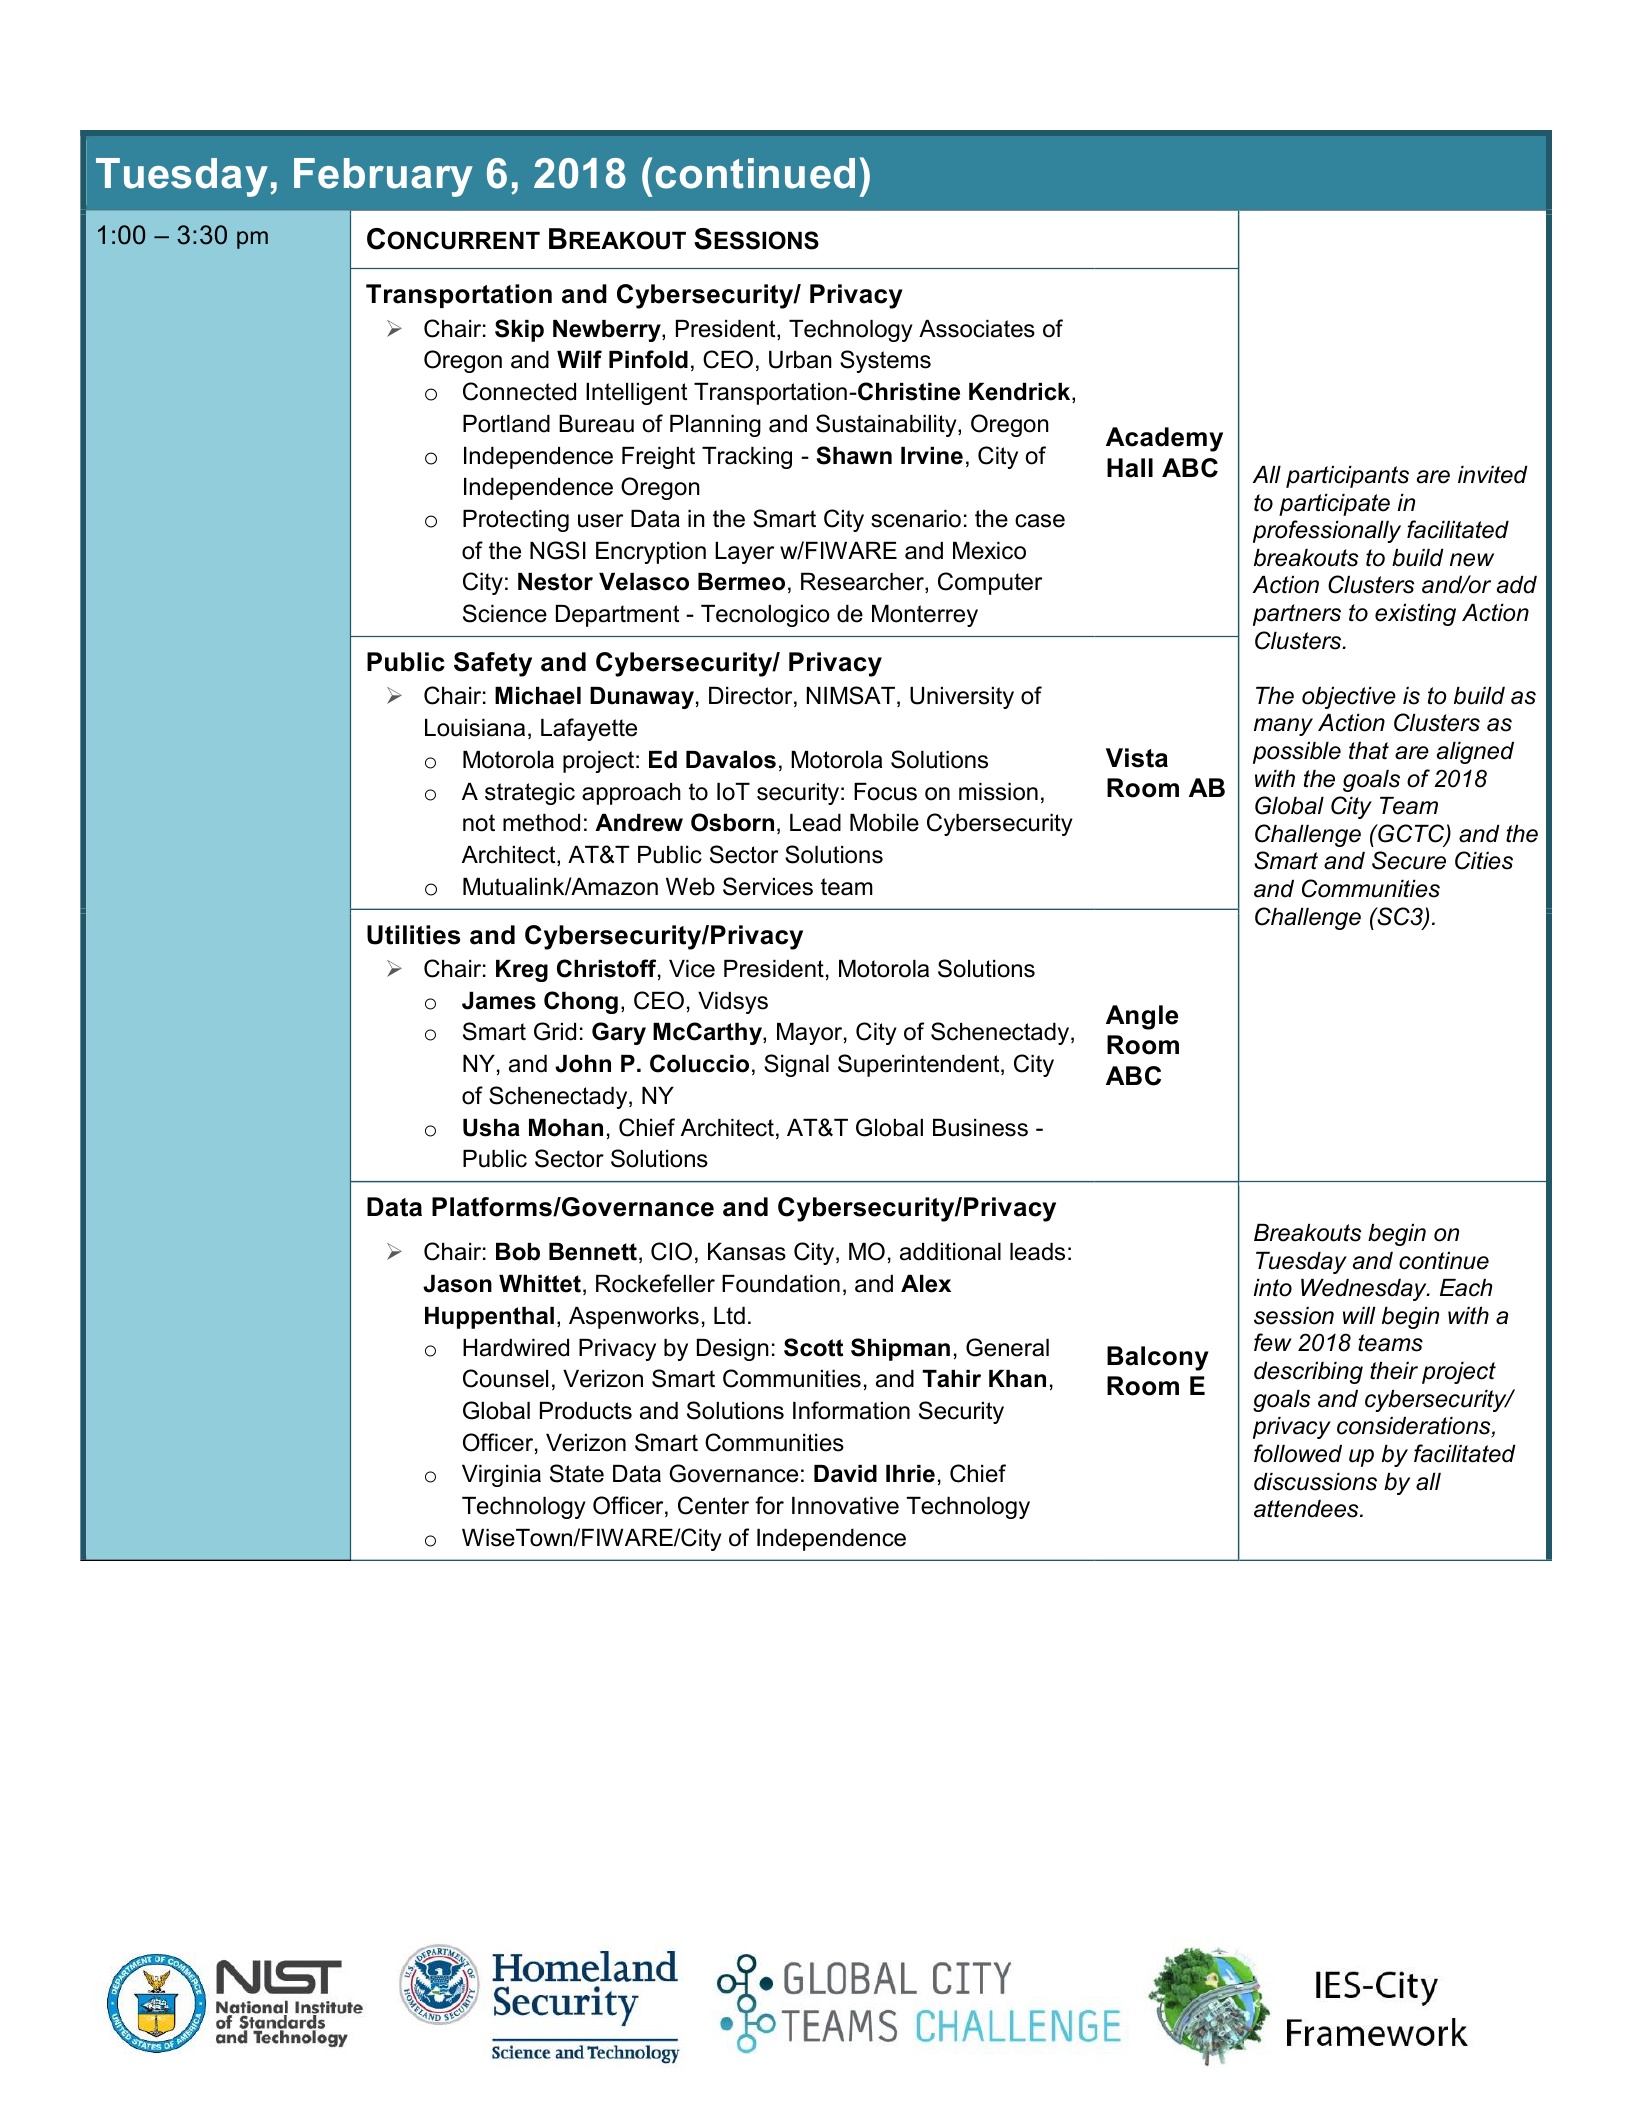 Tuesday, February 6, 2018 (continued)
1:00 – 3:30 pm
CONCURRENT BREAKOUT SESSIONS
Transportation and Cybersecurity/ Privacy
➢ Chair: Skip Newberry, President, Technology Associates of
Oregon and Wilf Pinfold, CEO, Urban Systems
o Connected Intelligent Transportation-Christine Kendrick,
Portland Bureau of Planning and Sustainability, Oregon
o Independence Freight Tracking - Shawn Irvine, City of
Independence Oregon
o Protecting user Data in the Smart City scenario: the case
of the NGSI Encryption Layer w/FIWARE and Mexico
City: Nestor Velasco Bermeo, Researcher, Computer
Science Department - Tecnologico de Monterrey
Academy
Hall ABC
Public Safety and Cybersecurity/ Privacy
➢ Chair: Michael Dunaway, Director, NIMSAT, University of
Louisiana, Lafayette
o Motorola project: Ed Davalos, Motorola Solutions
o A strategic approach to IoT security: Focus on mission,
not method: Andrew Osborn, Lead Mobile Cybersecurity
Architect, AT&T Public Sector Solutions
o Mutualink/Amazon Web Services team
Vista
Room AB
Utilities and Cybersecurity/Privacy
➢ Chair: Kreg Christoff, Vice President, Motorola Solutions
o James Chong, CEO, Vidsys
o Smart Grid: Gary McCarthy, Mayor, City of Schenectady,
NY, and John P. Coluccio, Signal Superintendent, City
of Schenectady, NY
o Usha Mohan, Chief Architect, AT&T Global Business -
Public Sector Solutions
Angle
Room
ABC
All participants are invited
to participate in
professionally facilitated
breakouts to build new
Action Clusters and/or add
partners to existing Action
Clusters.
The objective is to build as
many Action Clusters as
possible that are aligned
with the goals of 2018
Global City Team
Challenge (GCTC) and the
Smart and Secure Cities
and Communities
Challenge (SC3).
Data Platforms/Governance and Cybersecurity/Privacy
➢ Chair: Bob Bennett, CIO, Kansas City, MO, additional leads:
Jason Whittet, Rockefeller Foundation, and Alex
Huppenthal, Aspenworks, Ltd.
o Hardwired Privacy by Design: Scott Shipman, General
Counsel, Verizon Smart Communities, and Tahir Khan,
Global Products and Solutions Information Security
Officer, Verizon Smart Communities
o Virginia State Data Governance: David Ihrie, Chief
Technology Officer, Center for Innovative Technology
o WiseTown/FIWARE/City of Independence
Balcony
Room E
Breakouts begin on
Tuesday and continue
into Wednesday. Each
session will begin with a
few 2018 teams
describing their project
goals and cybersecurity/
privacy considerations,
followed up by facilitated
discussions by all
attendees.
DEPARTMENT OF COMMERCE
UNITED STATES OF AMERICA
NIST
National Institute
of Standards
and Technology
U.S. DEPARTMENT OF
HOMELAND SECURITY
Homeland
Security
Science and Technology
GLOBAL CITY
TEAMS CHALLENGE
IES-City
Framework